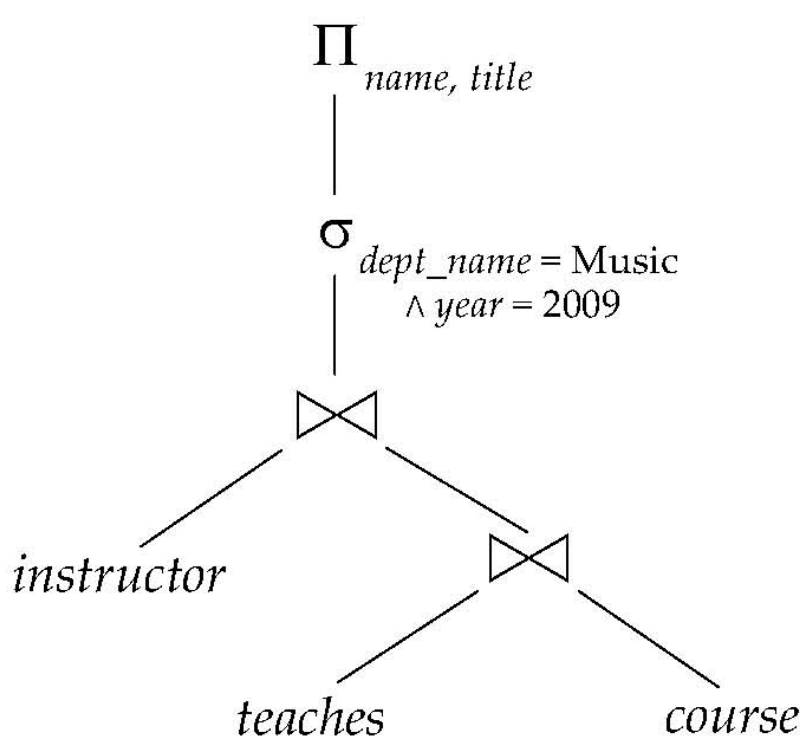 Π name, title
σ dept_name = Music
∧ year = 2009
⋈
instructor
⋈
teaches
course